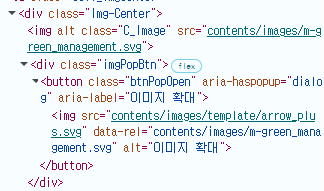 <div class="Img-Center">
<img alt class="C_Image" src="contents/images/m-
green_management.svg">
<div class="imgPopBtn"> flex
<button class="btnPopOpen" aria-haspopup="dialo
g" aria-label="이미지 확대">
<img src="contents/images/template/arrow_plu
s.svg" data-rel="contents/images/m-green_mana
gement.svg" alt="이미지 확대">
</button>
</div>